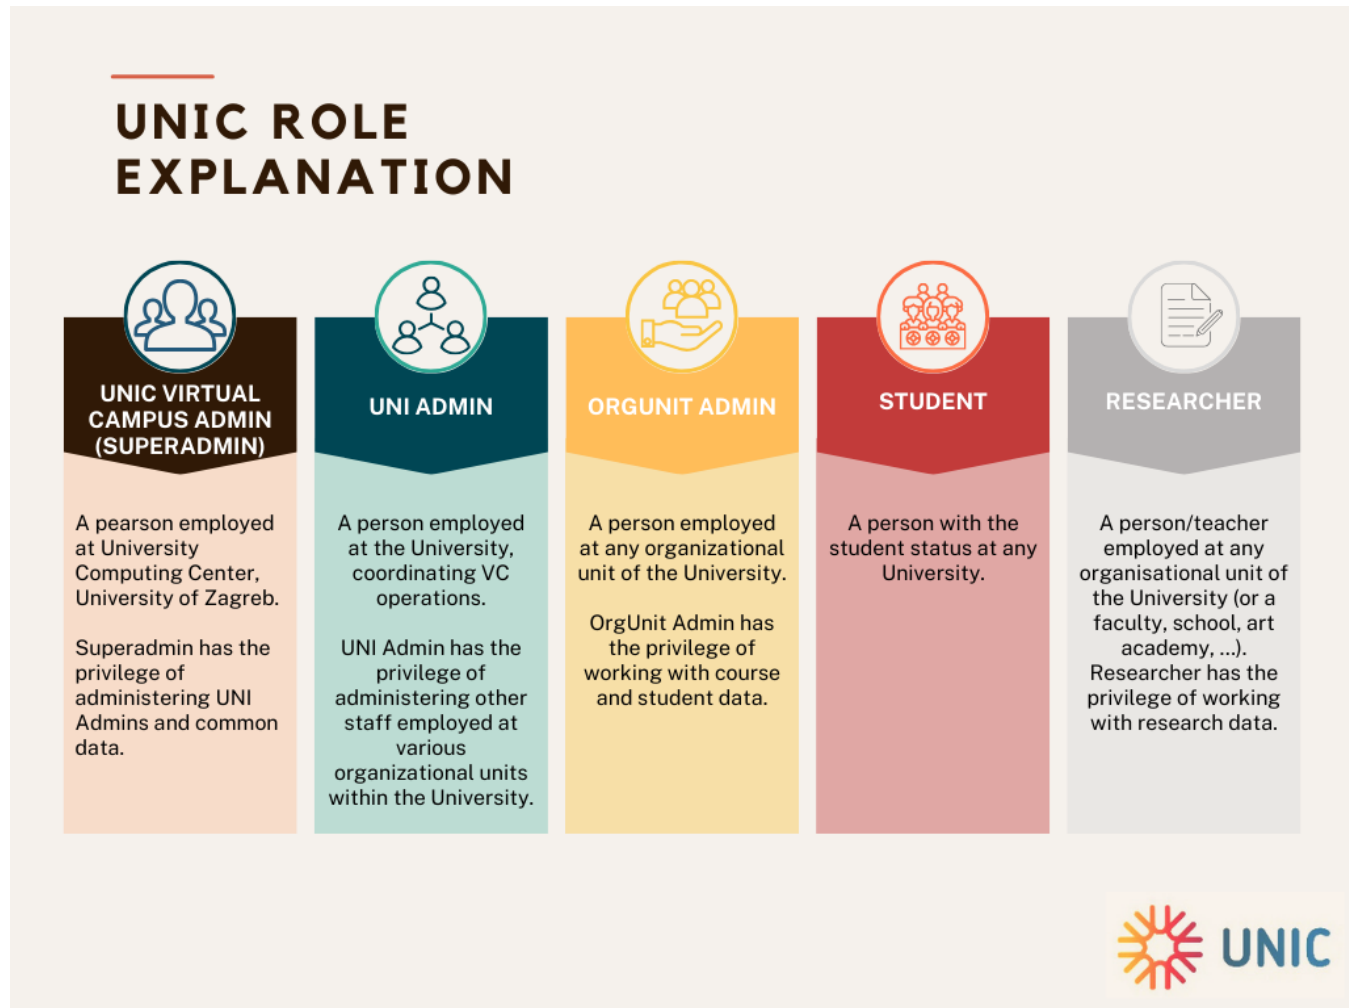 UNIC ROLE
EXPLANATION
UNIC VIRTUAL
CAMPUS ADMIN
(SUPERADMIN)
A pearson employed
at University
Computing Center,
University of Zagreb.
Superadmin has the
privilege of
administering UNI
Admins and common
data.
UNI ADMIN
A person employed
at the University,
coordinating VC
operations.
UNI Admin has the
privilege of
administering other
staff employed at
various
organizational units
within the University.
ORGUNIT ADMIN
A person employed
at any organizational
unit of the University.
OrgUnit Admin has
the privilege of
working with course
and student data.
STUDENT
A person with the
student status at any
University.
RESEARCHER
A person/teacher
employed at any
organisational unit of
the University (or a
faculty, school, art
academy, ...).
Researcher has the
privilege of working
with research data.
UNIC